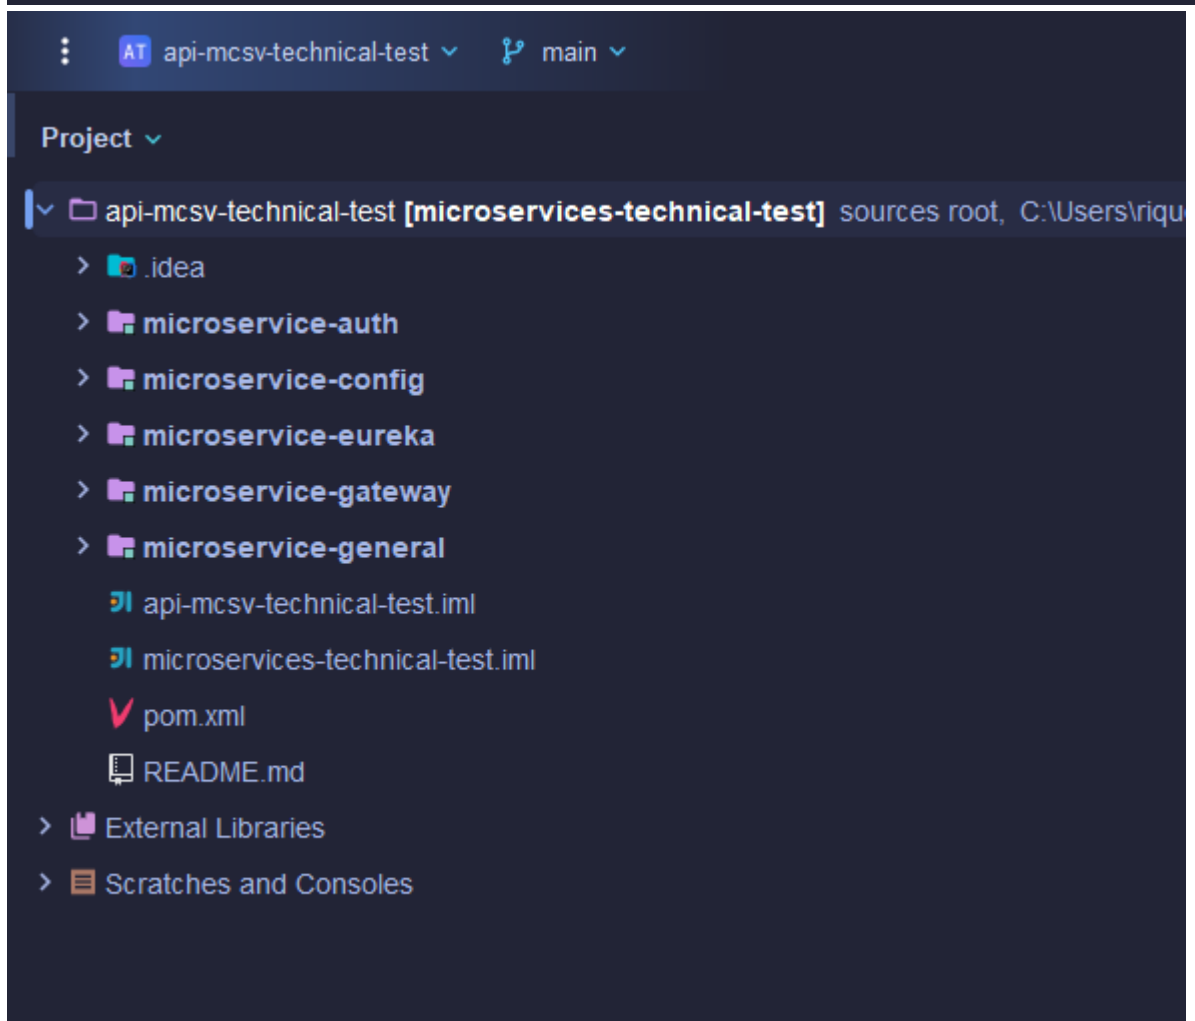 AT api-mcsv-technical-test main
Project
api-mcsv-technical-test [microservices-technical-test] sources root, C:\Users\riqu
.idea
microservice-auth
microservice-config
microservice-eureka
microservice-gateway
microservice-general
api-mcsv-technical-test.iml
microservices-technical-test.iml
pom.xml
README.md
External Libraries
Scratches and Consoles